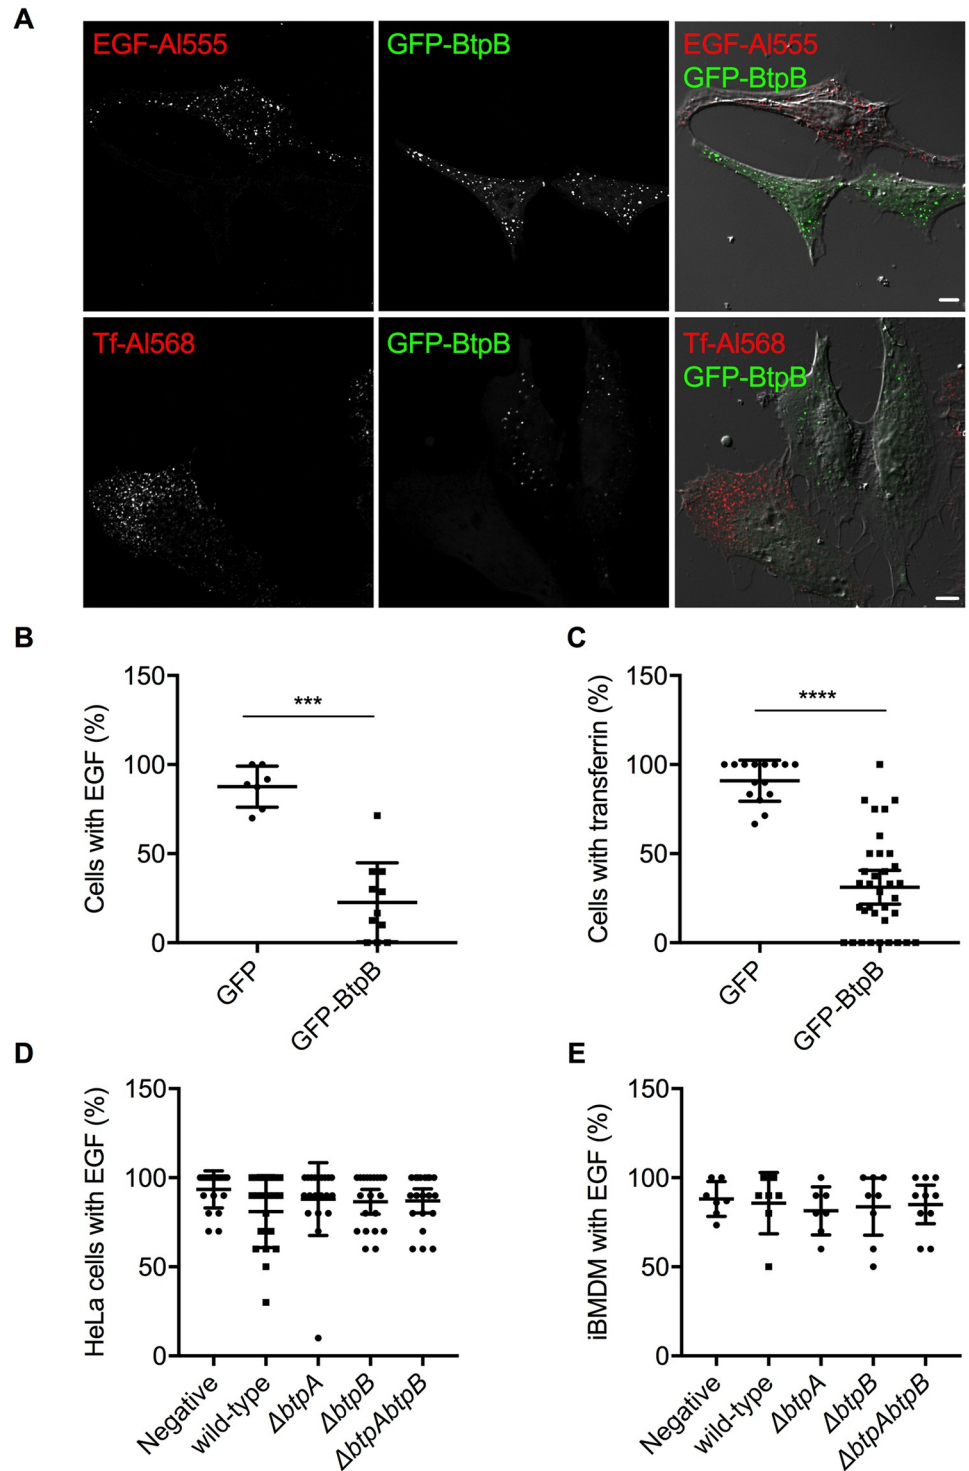 A
EGF-Al555
GFP-BtpB
EGF-Al555
GFP-BtpB
Tf-Al568
GFP-BtpB
Tf-Al568
GFP-BtpB
B
Cells with EGF (%)
150
100
50
0
***
GFP
GFP-BtpB
C
Cells with transferrin (%)
150
100
50
0
****
GFP
GFP-BtpB
D
HeLa cells with EGF (%)
150
100
50
0
Negative
wild-type
ΔbtpA
ΔbtpB
ΔbtpAbtpB
E
iBMDM with EGF (%)
150
100
50
0
Negative
wild-type
ΔbtpA
ΔbtpB
ΔbtpAbtpB